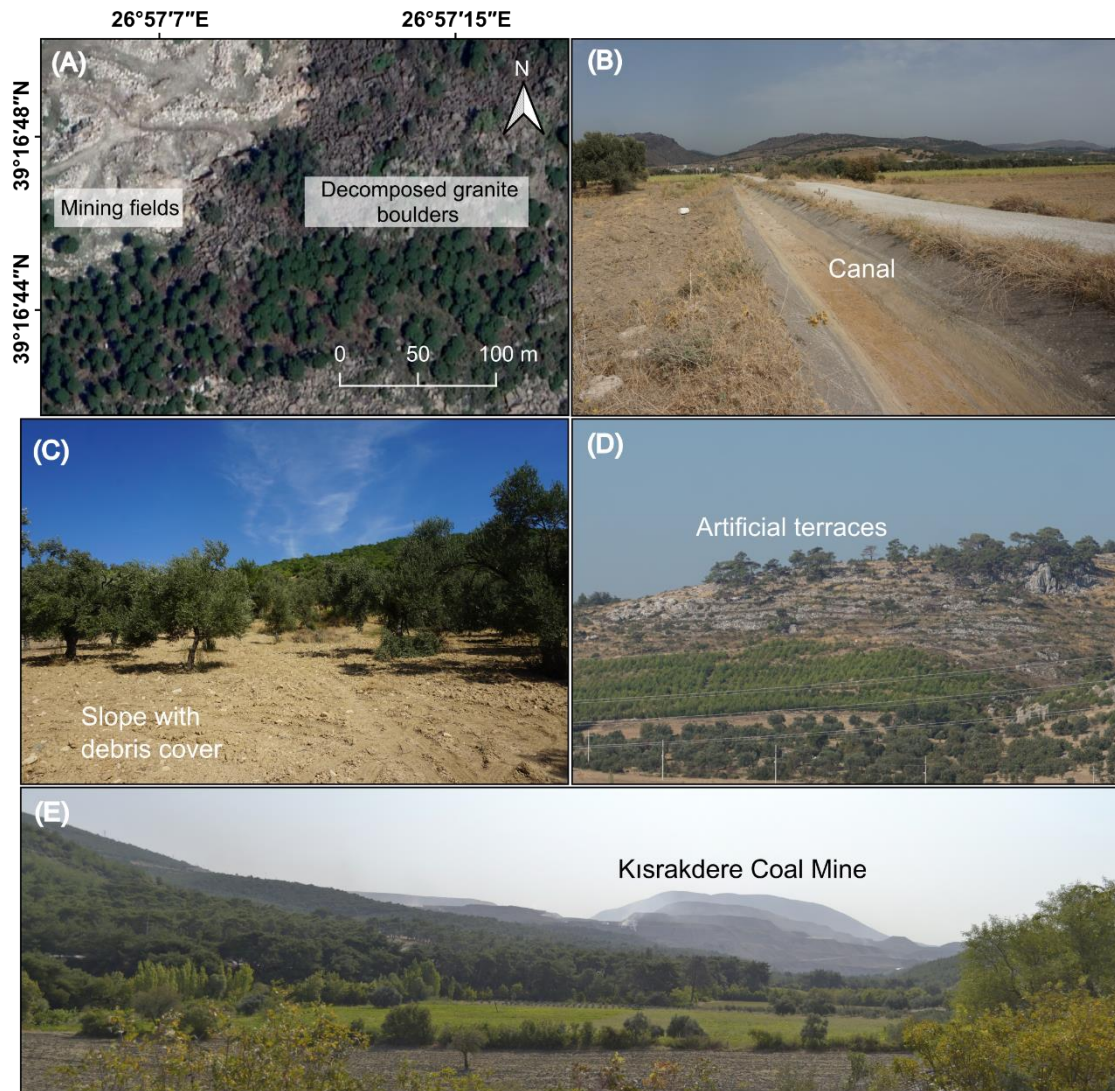 26°57′7″E
26°57′15″E
39°16′48″N
39°16′44″N
(A)
N
Mining fields
Decomposed granite
boulders
0 50 100 m
(B)
Canal
(C)
Slope with
debris cover
(D)
Artificial terraces
(E)
Kısrakdere Coal Mine